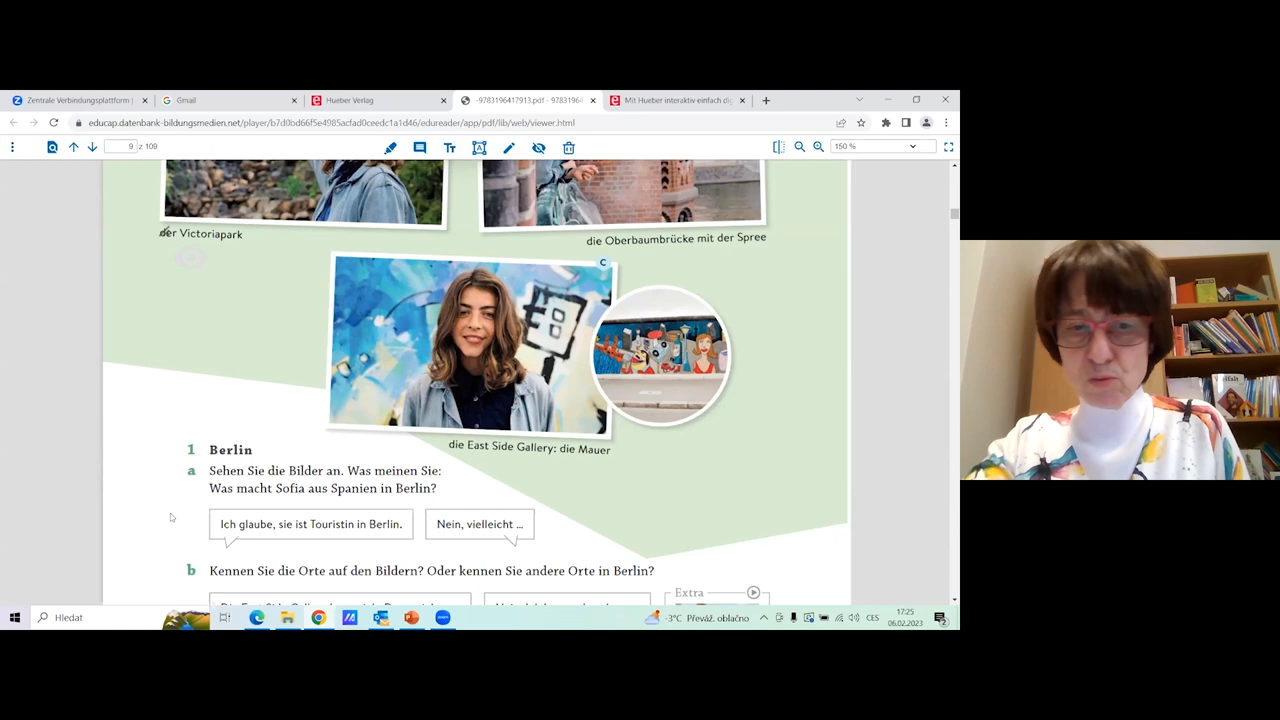 Zentrale Verbindungsplattform |
Gmail
Hueber Verlag
-9783196417913.pdf - 9783196
Mit Hueber interaktiv einfach di
educap.datenbank-bildungsmedien.net/player/b7d0bd66f5e4985acfad0ceedc1a1d46/edureader/app/pdf/lib/web/viewer.html
9 z 109
150 %
der Victoriapark
die Oberbaumbrücke mit der Spree
C
die East Side Gallery: die Mauer
1 Berlin
a Sehen Sie die Bilder an. Was meinen Sie:
Was macht Sofia aus Spanien in Berlin?
Ich glaube, sie ist Touristin in Berlin.
Nein, vielleicht ...
b Kennen Sie die Orte auf den Bildern? Oder kennen Sie andere Orte in Berlin?
Extra
Hledat
-3°C Převáž. oblačno
CES
17:25
06.02.2023
2